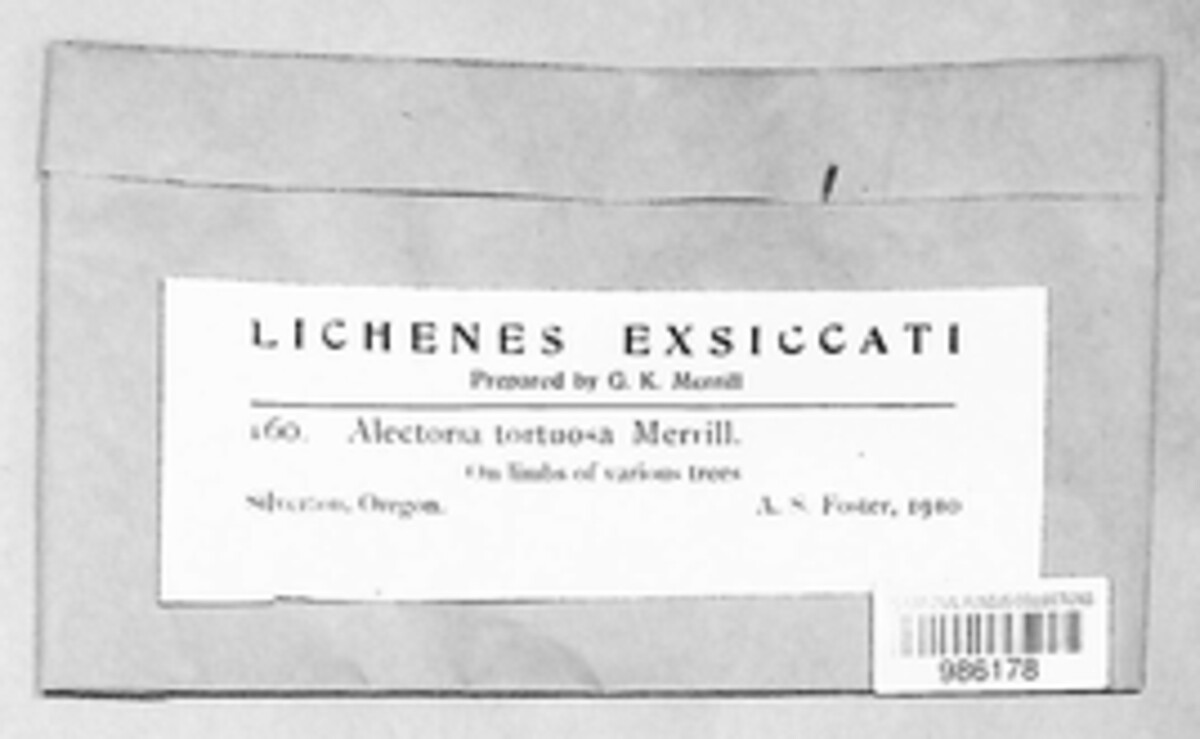 LICHENES EXSICCATI
Prepared by G. K. Merrill
160. Alectoria tortuosa Merrill.
On limbs of various trees
Silverton, Oregon. A. S. Foster, 1910
986178